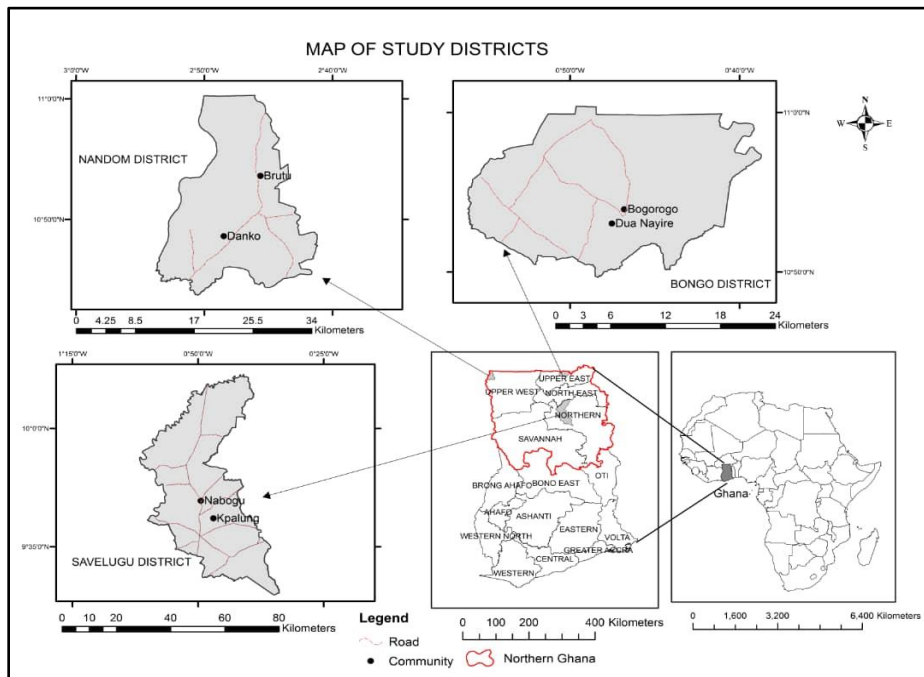 MAP OF STUDY DISTRICTS
3°0'0"W 2°50'0"W 2°40'0"W
11°0'0"N
10°50'0"N
NANDOM DISTRICT
Brutu
Danko
0 4.25 8.5 17 25.5 34
Kilometers
0°50'0"W 0°40'0"W
11°0'0"N
10°50'0"N
Bogorogo
Dua Nayire
BONGO DISTRICT
0 3 6 12 18 24
Kilometers
N
W E
S
1°15'0"W 0°50'0"W 0°25'0"W
10°0'0"N
9°35'0"N
Nabogu
Kpalung
SAVELUGU DISTRICT
0 10 20 40 60 80
Kilometers
UPPER EAST
UPPER WEST
NORTH EAST
NORTHERN
SAVANNAH
OTI
BRONG AHAFO
BONO EAST
AHAFO
ASHANTI
WESTERN NORTH
EASTERN
VOLTA
GREATER ACCRA
CENTRAL
WESTERN
0 100 200 400
Kilometers
Ghana
0 1,600 3,200 6,400
Kilometers
Legend
Road
Community
Northern Ghana